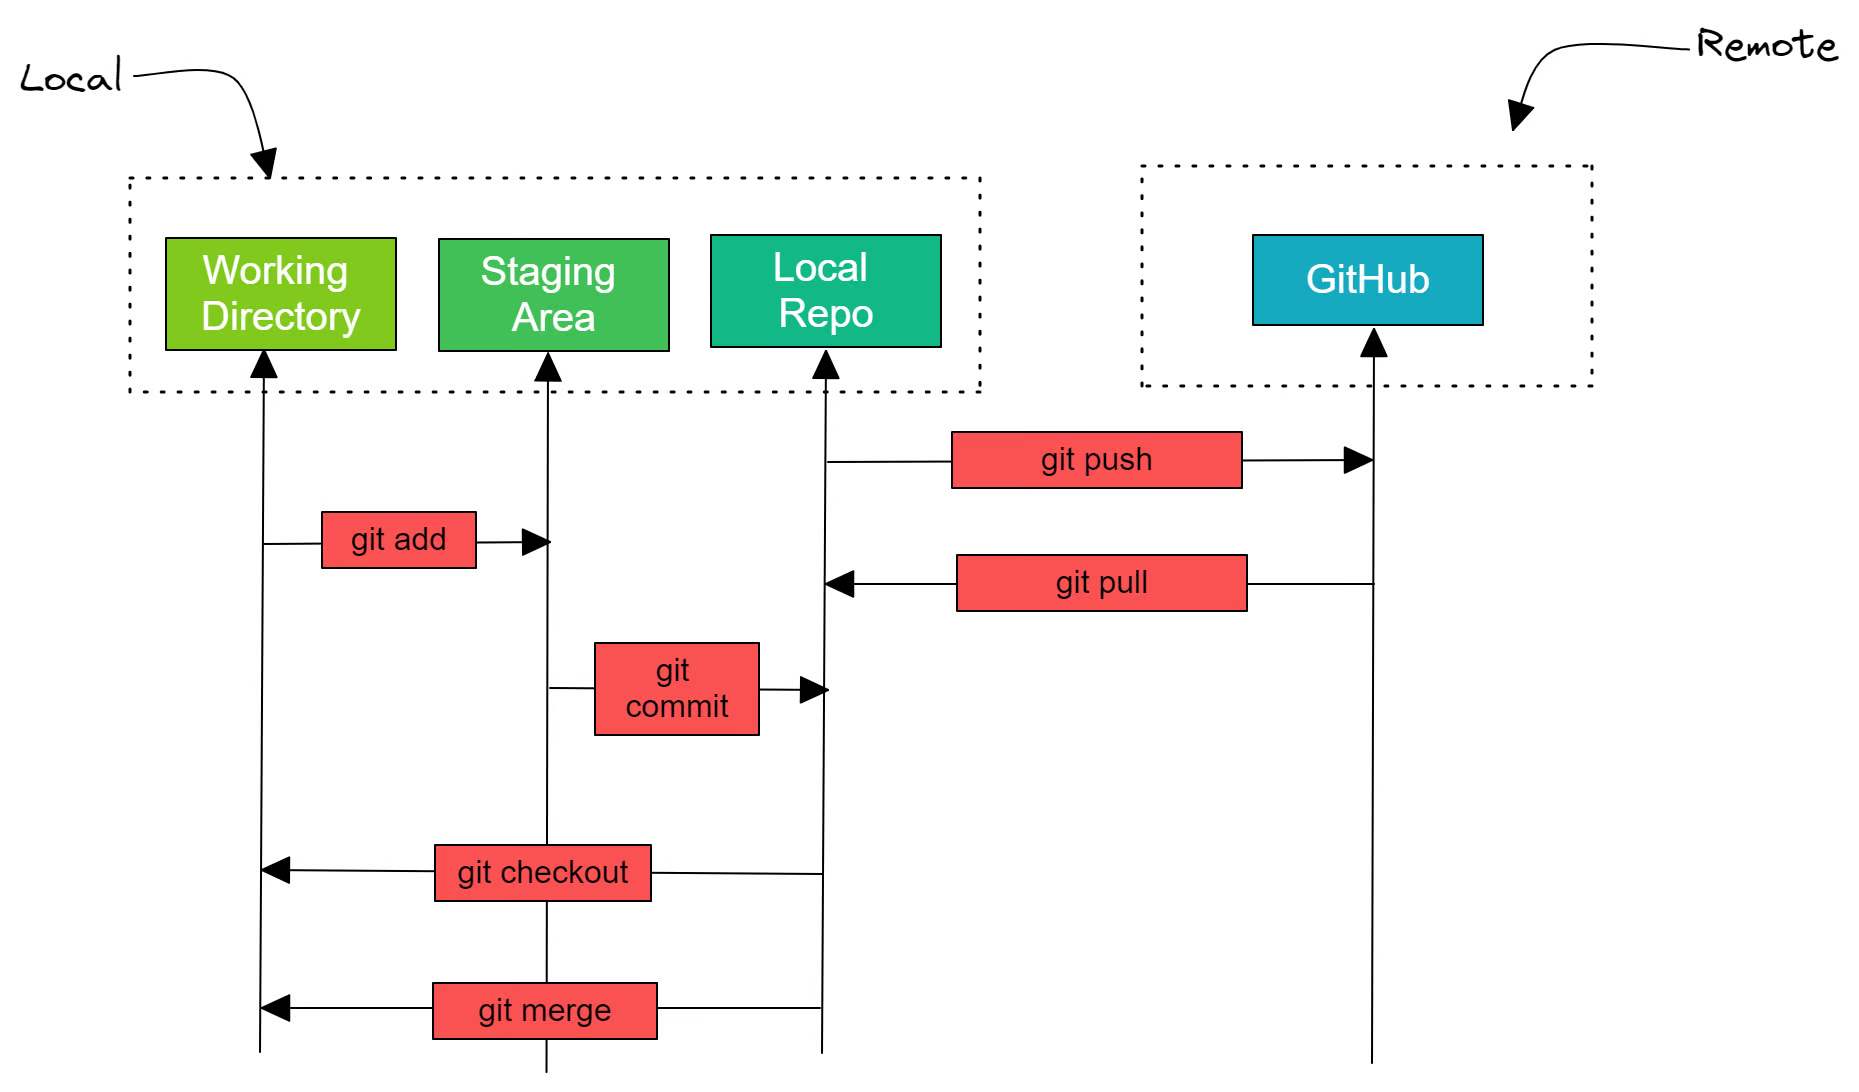 Local
Remote
Working
Directory
Staging
Area
Local
Repo
GitHub
git push
git add
git pull
git
commit
git checkout
git merge